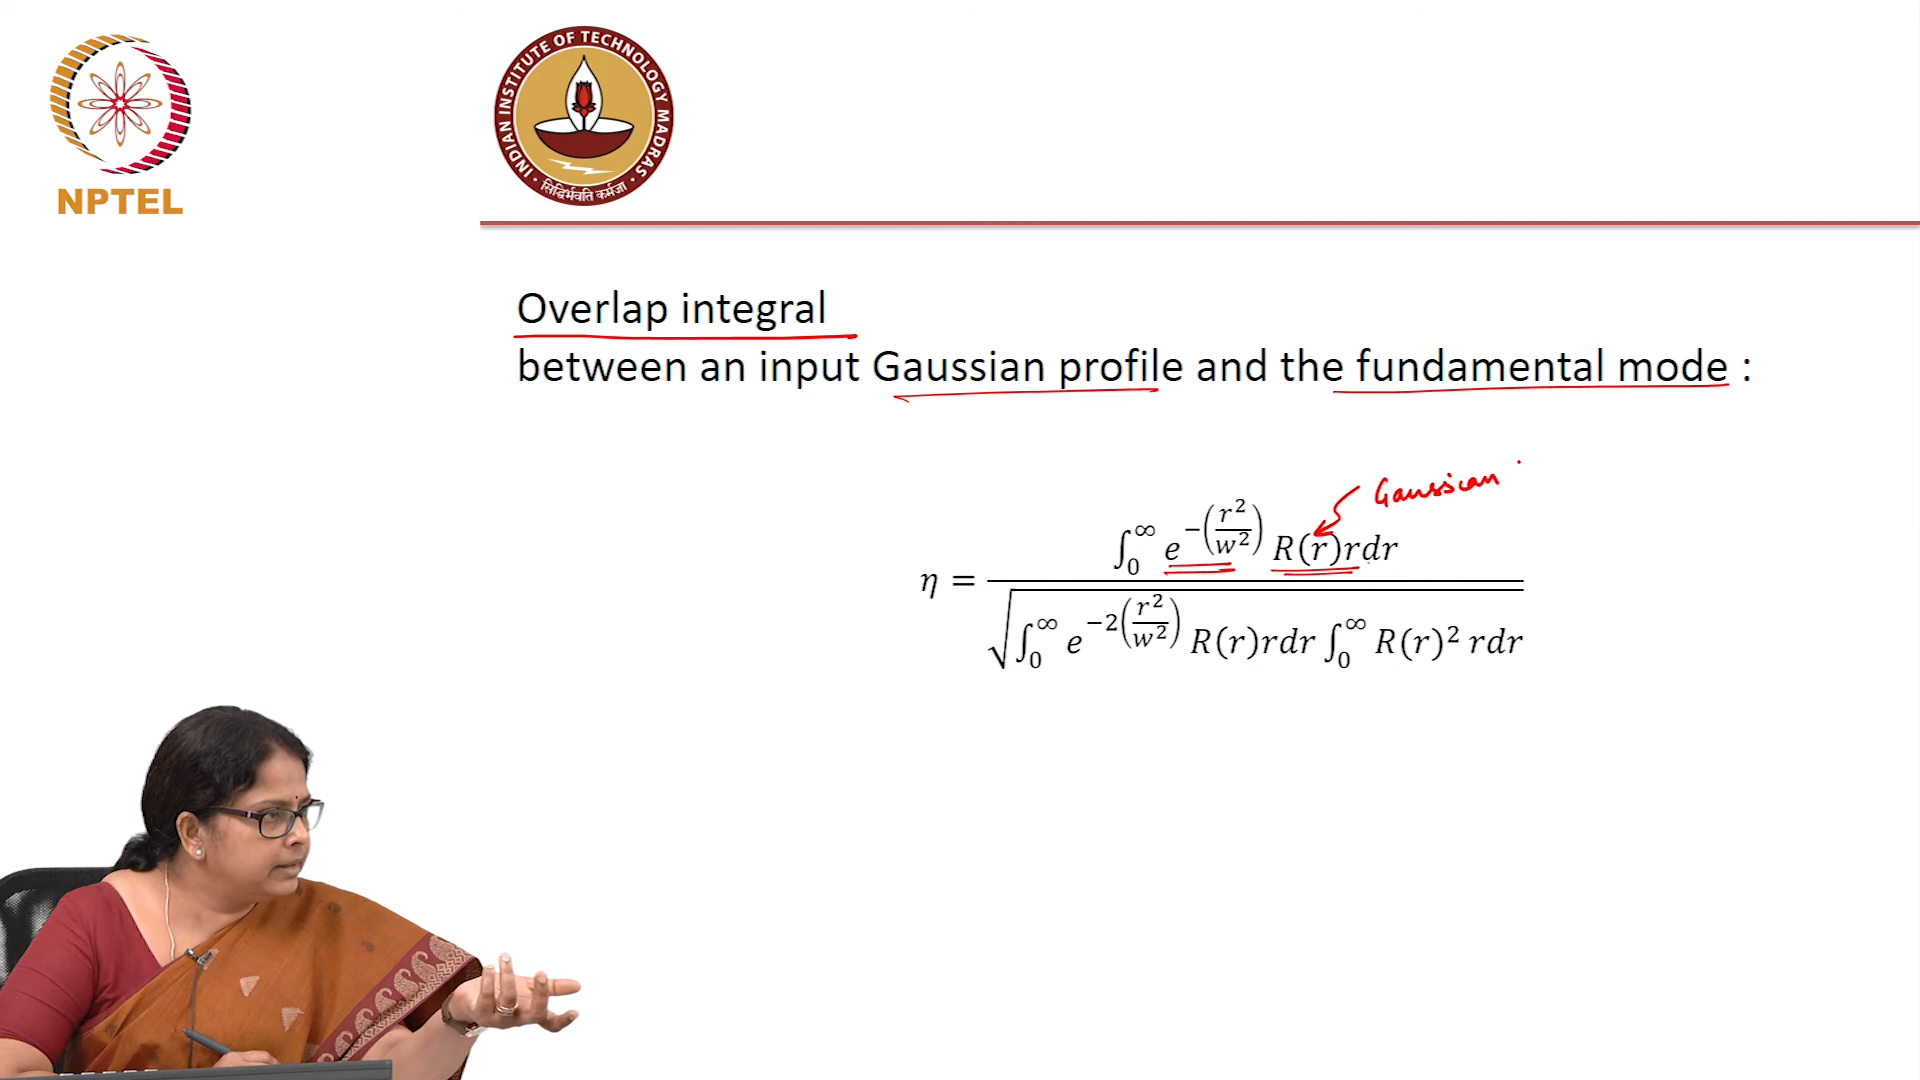 NPTEL
INDIAN INSTITUTE OF TECHNOLOGY MADRAS
सिद्धिर्भवति कर्मजा
Overlap integral
between an input Gaussian profile and the fundamental mode :
Gaussian
η = ∫₀^∞ e^−(r²/w²) R(r)rdr / √∫₀^∞ e^−2(r²/w²) R(r)rdr ∫₀^∞ R(r)² rdr